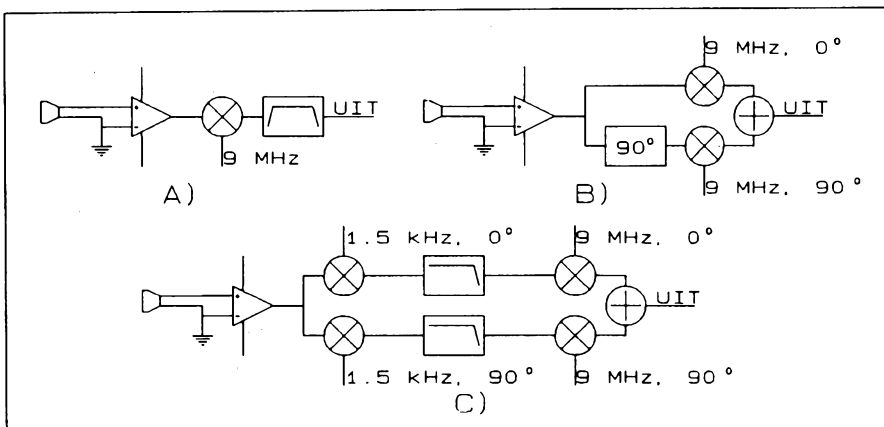 9 MHz, 0°
UIT
9 MHz
A)
UIT
90°
B)
9 MHz, 90°
1.5 kHz, 0°
9 MHz, 0°
UIT
1.5 kHz, 90°
9 MHz, 90°
C)